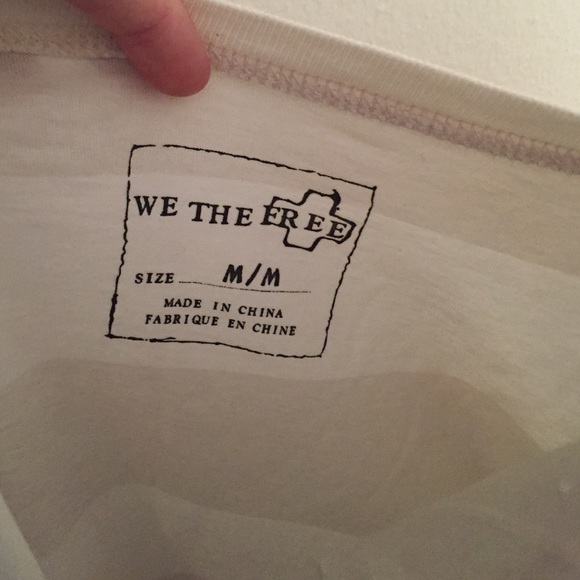 WE THE FREE
SIZE M/M
MADE IN CHINA
FABRIQUE EN CHINE